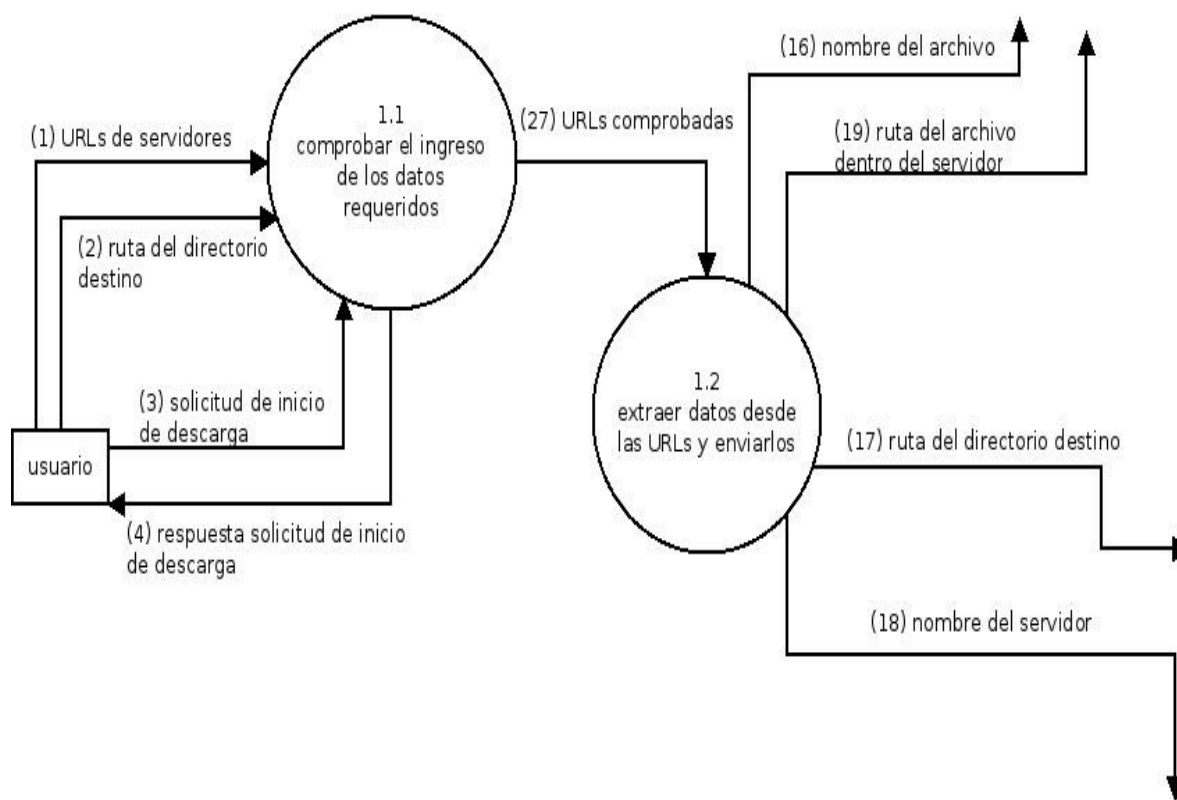 (16) nombre del archivo
1.1
comprobar el ingreso
de los datos
requeridos
(27) URLs comprobadas
(1) URLs de servidores
(19) ruta del archivo
dentro del servidor
(2) ruta del directorio
destino
1.2
extraer datos desde
las URLs y enviarlos
(3) solicitud de inicio
de descarga
(17) ruta del directorio destino
usuario
(4) respuesta solicitud de inicio
de descarga
(18) nombre del servidor